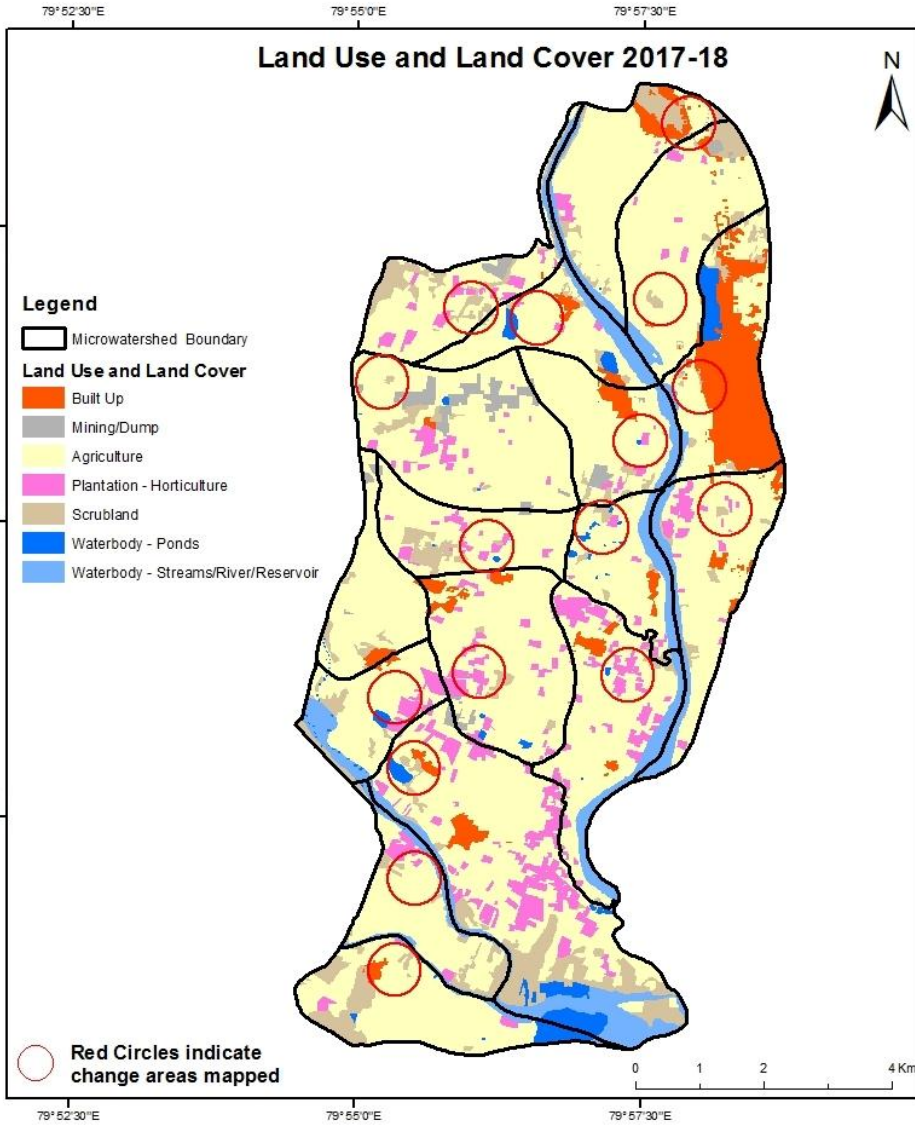 79°52'30"E
79°55'0"E
79°57'30"E
Land Use and Land Cover 2017-18
N
Legend
Microwatershed Boundary
Land Use and Land Cover
Built Up
Mining/Dump
Agriculture
Plantation - Horticulture
Scrubland
Waterbody - Ponds
Waterbody - Streams/River/Reservoir
Red Circles indicate
change areas mapped
0 1 2 4 Km
79°52'30"E
79°55'0"E
79°57'30"E